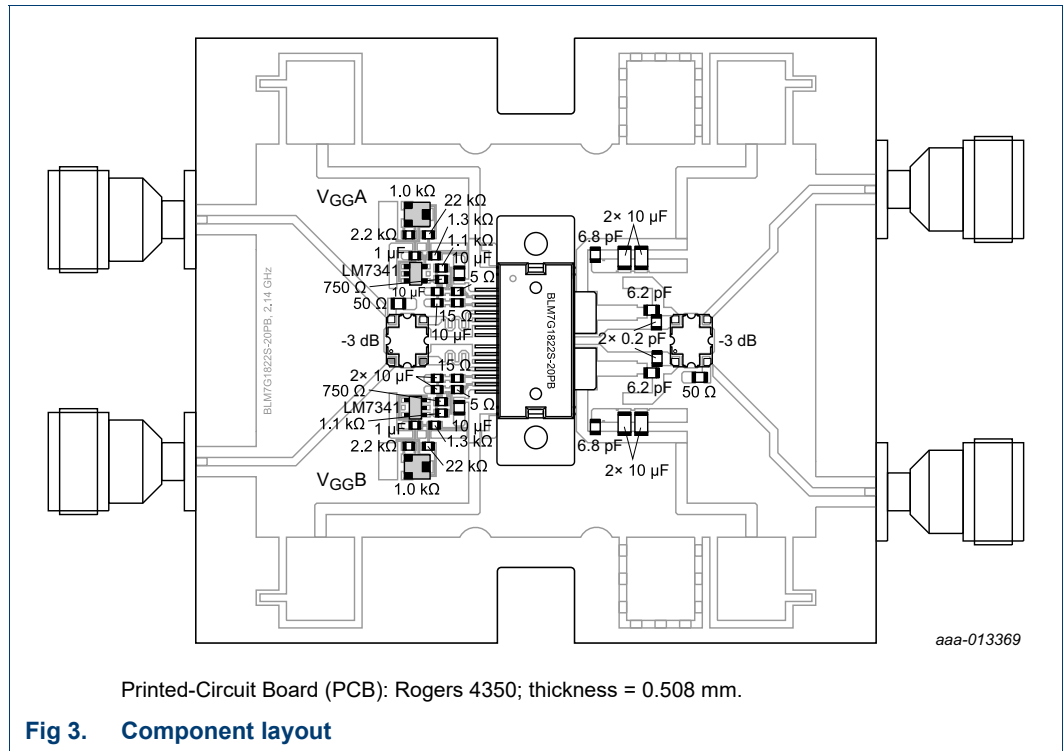 VGGA
1.0 kΩ
22 kΩ
1.3 kΩ
1.1 kΩ
2.2 kΩ
1 μF
10 μF
LM7341
750 Ω
5 Ω
10 μF
50 Ω
15 Ω
10 μF
-3 dB
15 Ω
2× 10 μF
750 Ω
5 Ω
LM7341
1.1 kΩ
10 μF
1 μF
1.3 kΩ
2.2 kΩ
22 kΩ
VGGB
1.0 kΩ
BLM7G1822S-20PB, 2.14 GHz
BLM7G1822S-20PB
2× 10 μF
6.8 pF
6.2 pF
2× 0.2 pF
-3 dB
6.2 pF
50 Ω
6.8 pF
2× 10 μF
aaa-013369
Printed-Circuit Board (PCB): Rogers 4350; thickness = 0.508 mm.
Fig 3. Component layout